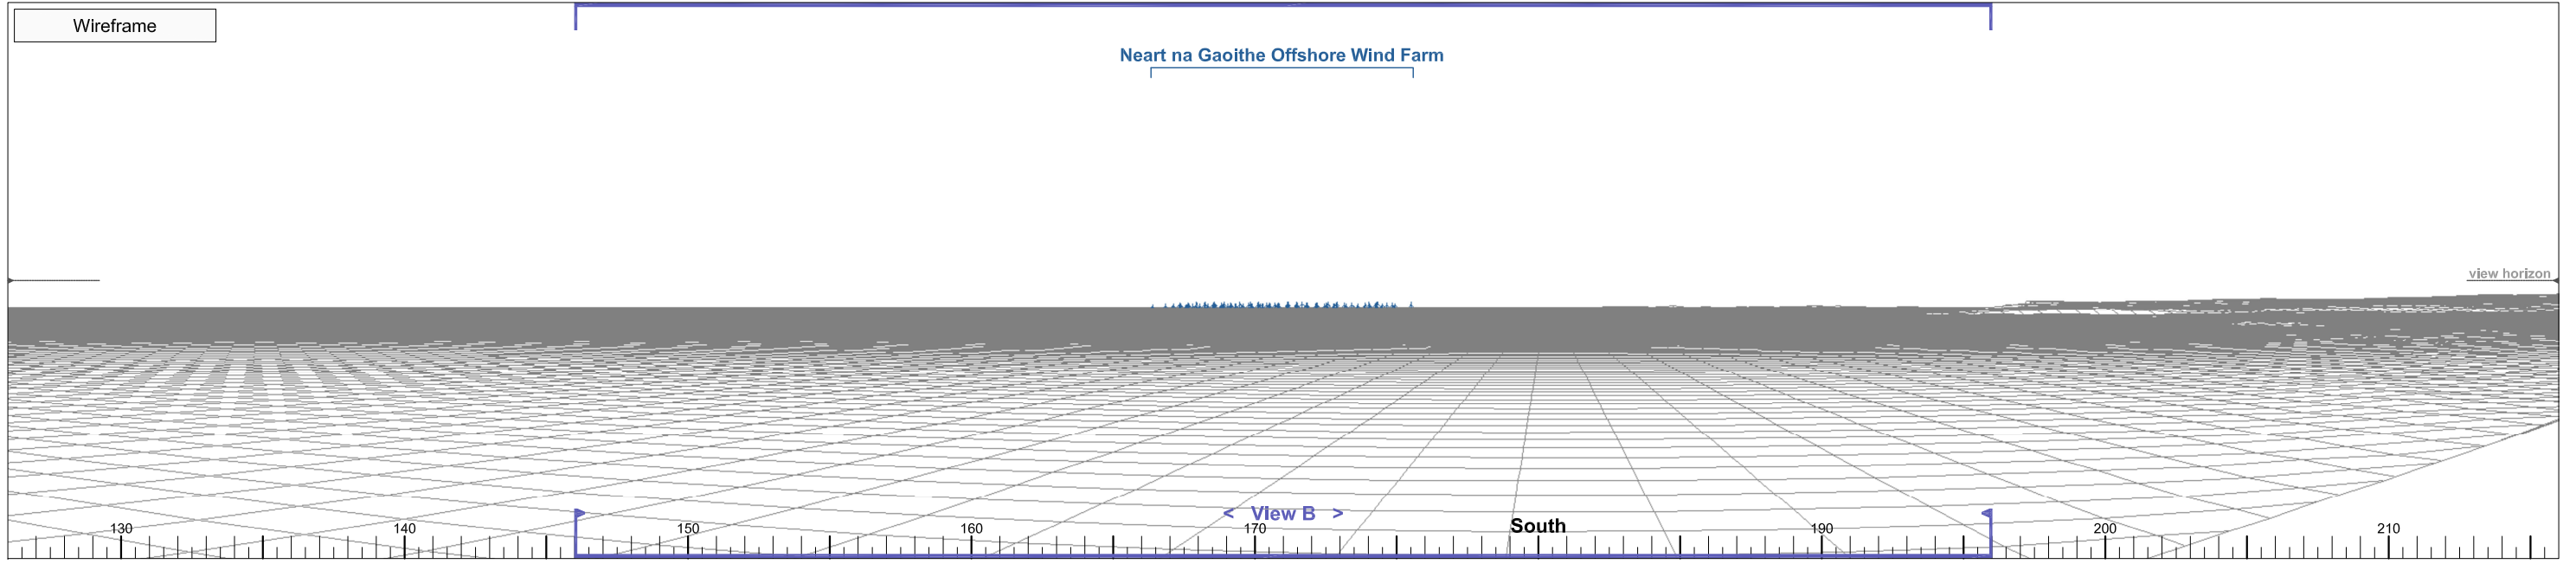 Wireframe
Neart na Gaoithe Offshore Wind Farm
view horizon
< View B >
130 140 150 160 170 South 190 200 210